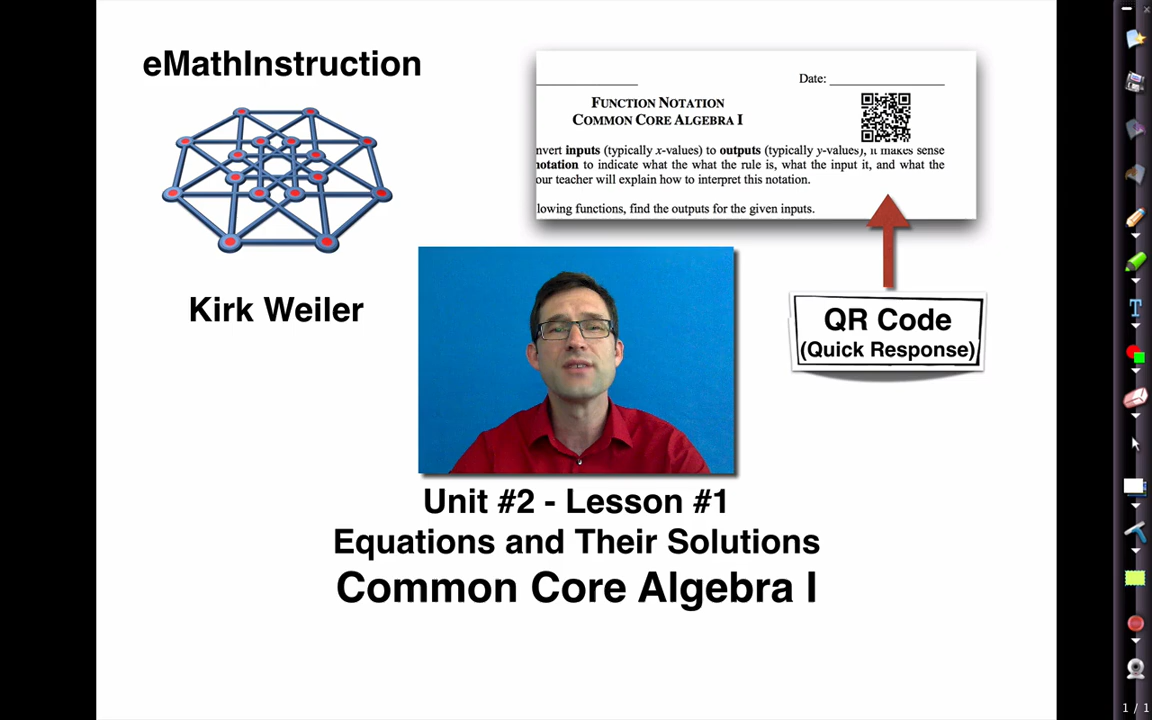 eMathInstruction
Date:
FUNCTION NOTATION
COMMON CORE ALGEBRA I
nvert inputs (typically x-values) to outputs (typically y-values), it makes sense
notation to indicate what the what the rule is, what the input it, and what the
our teacher will explain how to interpret this notation.
lowing functions, find the outputs for the given inputs.
Kirk Weiler
QR Code
(Quick Response)
Unit #2 - Lesson #1
Equations and Their Solutions
Common Core Algebra I
T
1 / 1